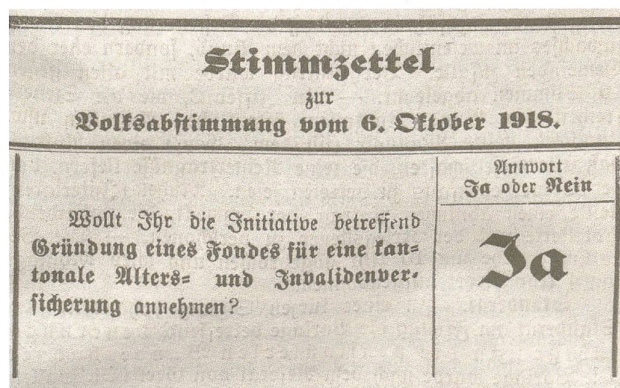 Stimmzettel
zur
Volksabstimmung vom 6. Oktober 1918.
Wollt Ihr die Initiative betreffend
Gründung eines Fondes für eine kan-
tonale Alters- und Invalidenver-
sicherung annehmen?
Antwort
Ja oder Nein
Ja